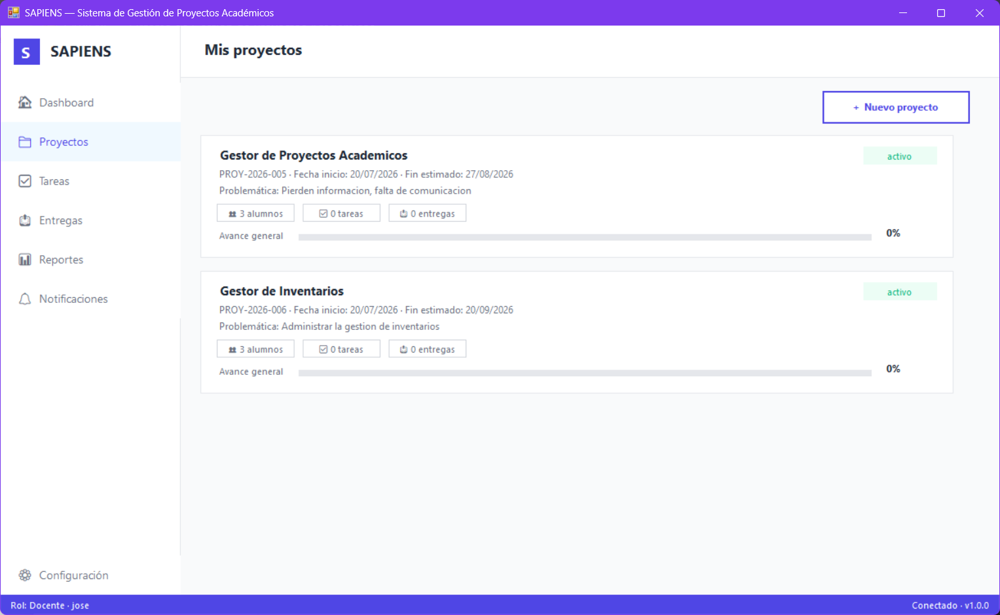 SAPIENS — Sistema de Gestión de Proyectos Académicos
S SAPIENS
Mis proyectos
Dashboard
Proyectos
Tareas
Entregas
Reportes
Notificaciones
+ Nuevo proyecto
Gestor de Proyectos Academicos
activo
PROY-2026-005 · Fecha inicio: 20/07/2026 · Fin estimado: 27/08/2026
Problemática: Pierden informacion, falta de comunicacion
3 alumnos
0 tareas
0 entregas
Avance general
0%
Gestor de Inventarios
activo
PROY-2026-006 · Fecha inicio: 20/07/2026 · Fin estimado: 20/09/2026
Problemática: Administrar la gestion de inventarios
3 alumnos
0 tareas
0 entregas
Avance general
0%
Configuración
Rol: Docente · jose
Conectado · v1.0.0